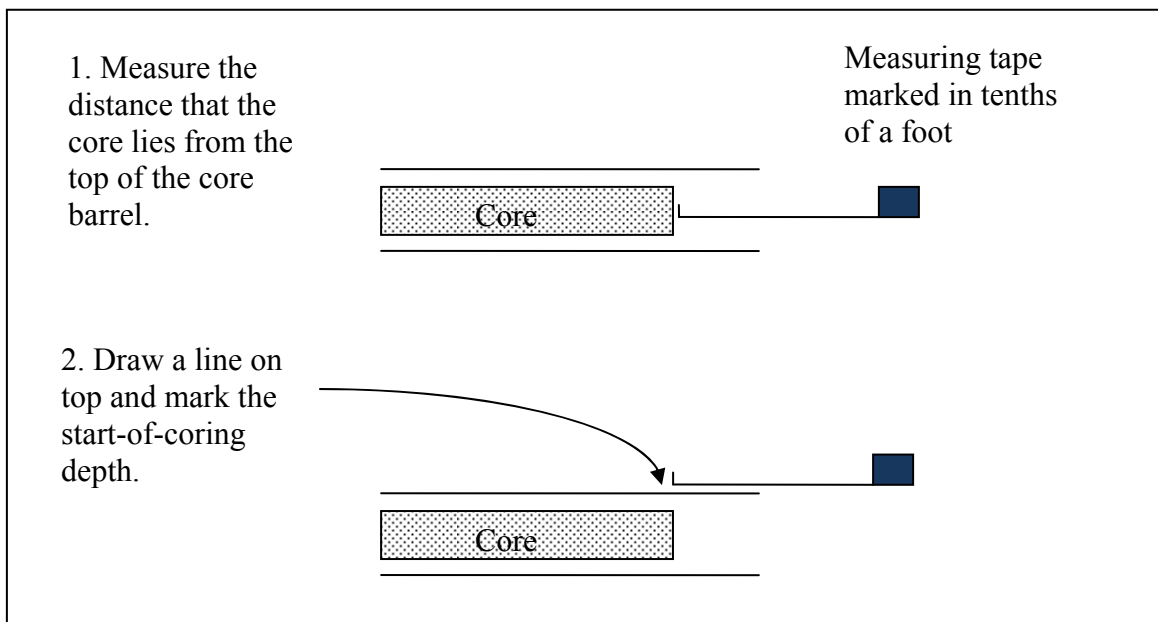 1. Measure the
distance that the
core lies from the
top of the core
barrel.
Measuring tape
marked in tenths
of a foot
Core
2. Draw a line on
top and mark the
start-of-coring
depth.
Core